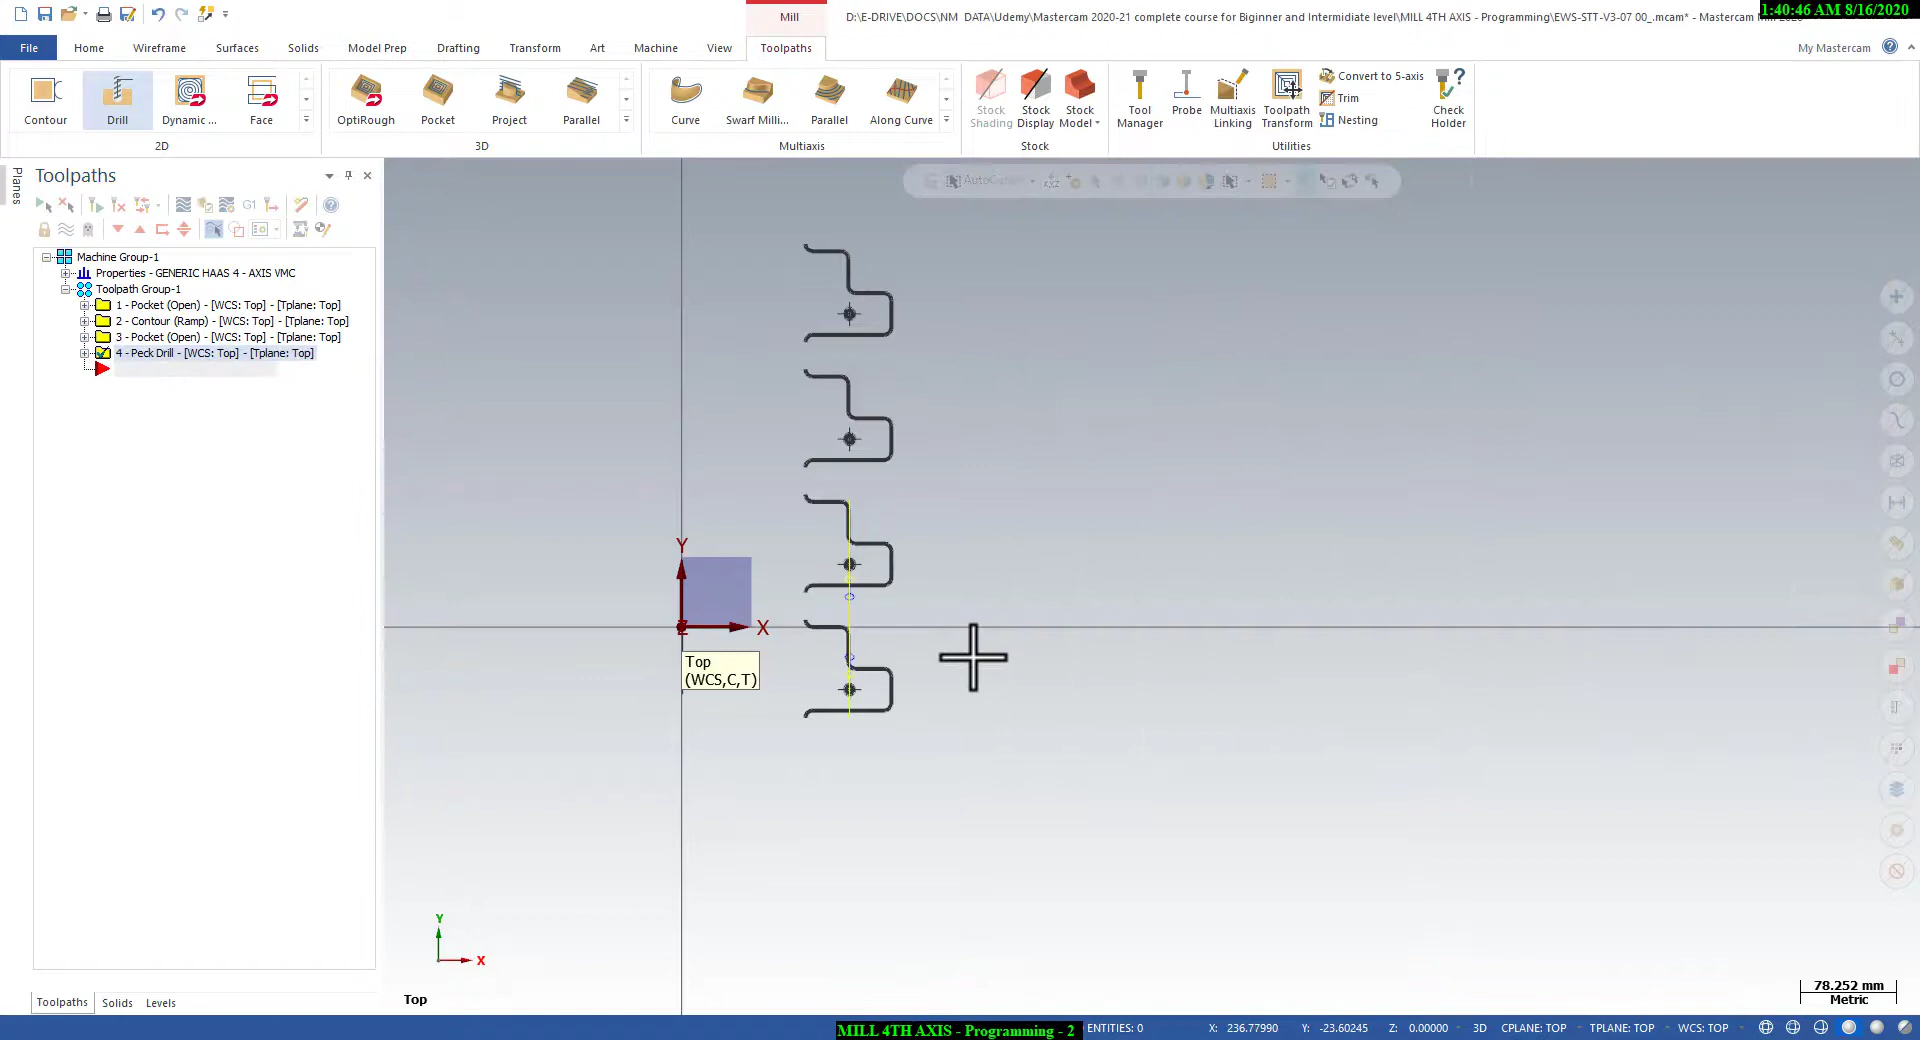 1:40:46 AM 8/16/2020
Mill
D:\E-DRIVE\DOCS\NM DATA\Udemy\Mastercam 2020-21 complete course for Biginner and Intermidiate level\MILL 4TH AXIS - Programming\EWS-STT-V3-07 00_.mcam* - Mastercam
File
Home
Wireframe
Surfaces
Solids
Model Prep
Drafting
Transform
Art
Machine
View
Toolpaths
My Mastercam
Contour
Drill
Dynamic ...
Face
2D
OptiRough
Pocket
Project
Parallel
3D
Curve
Swarf Milli...
Parallel
Along Curve
Multiaxis
Stock Shading
Stock Display
Stock Model
Stock
Tool Manager
Probe
Multiaxis Linking
Toolpath Transform
Convert to 5-axis
Trim
Nesting
Check Holder
Utilities
Planes
Toolpaths
G1
Machine Group-1
Properties - GENERIC HAAS 4 - AXIS VMC
Toolpath Group-1
1 - Pocket (Open) - [WCS: Top] - [Tplane: Top]
2 - Contour (Ramp) - [WCS: Top] - [Tplane: Top]
3 - Pocket (Open) - [WCS: Top] - [Tplane: Top]
4 - Peck Drill - [WCS: Top] - [Tplane: Top]
Y
X
Z
Top
(WCS,C,T)
Y
X
Top
78.252 mm
Metric
Toolpaths
Solids
Levels
MILL 4TH AXIS - Programming - 2
ENTITIES: 0
X: 236.77990
Y: -23.60245
Z: 0.00000
3D
CPLANE: TOP
TPLANE: TOP
WCS: TOP